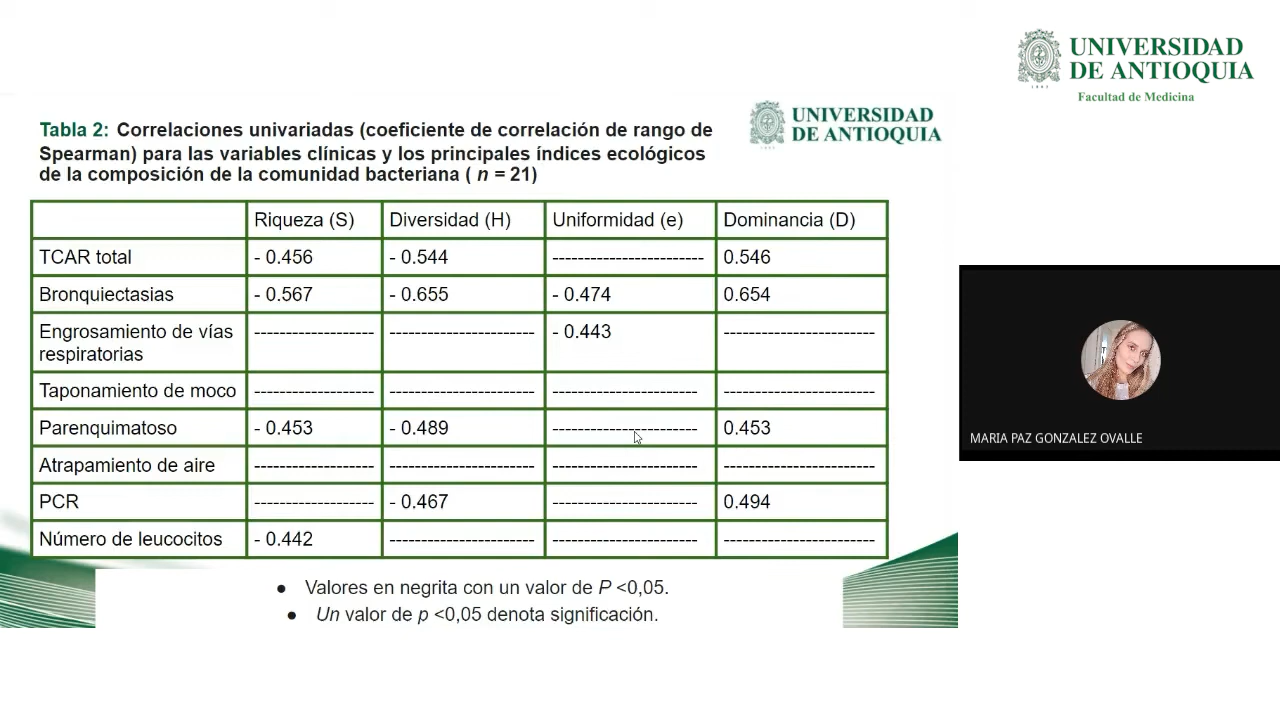 UNIVERSIDAD
DE ANTIOQUIA
Facultad de Medicina
UNIVERSIDAD
DE ANTIOQUIA
Tabla 2: Correlaciones univariadas (coeficiente de correlación de rango de
Spearman) para las variables clínicas y los principales índices ecológicos
de la composición de la comunidad bacteriana ( n = 21)
Riqueza (S) Diversidad (H) Uniformidad (e) Dominancia (D)
TCAR total - 0.456 - 0.544 ----------------------- 0.546
Bronquiectasias - 0.567 - 0.655 - 0.474 0.654
Engrosamiento de vías ------------------- ----------------------- - 0.443 ------------------------
respiratorias
Taponamiento de moco ------------------- ----------------------- ----------------------- ------------------------
Parenquimatoso - 0.453 - 0.489 ----------------------- 0.453
Atrapamiento de aire ------------------- ----------------------- ----------------------- ------------------------
PCR ------------------- - 0.467 ----------------------- 0.494
Número de leucocitos - 0.442 ----------------------- ----------------------- ------------------------
● Valores en negrita con un valor de P <0,05.
● Un valor de p <0,05 denota significación.
MARIA PAZ GONZALEZ OVALLE